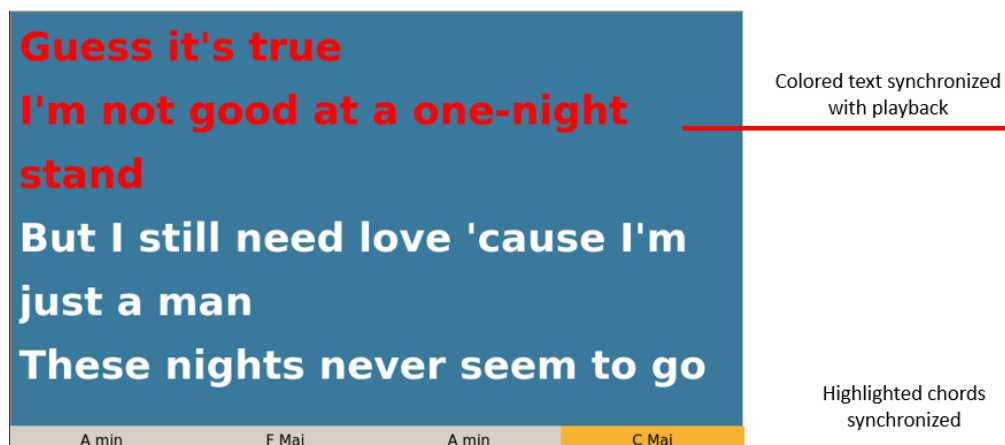 Guess it's true
I'm not good at a one-night
stand
But I still need love 'cause I'm
just a man
These nights never seem to go
A min F Maj A min C Maj
Colored text synchronized
with playback
Highlighted chords
synchronized